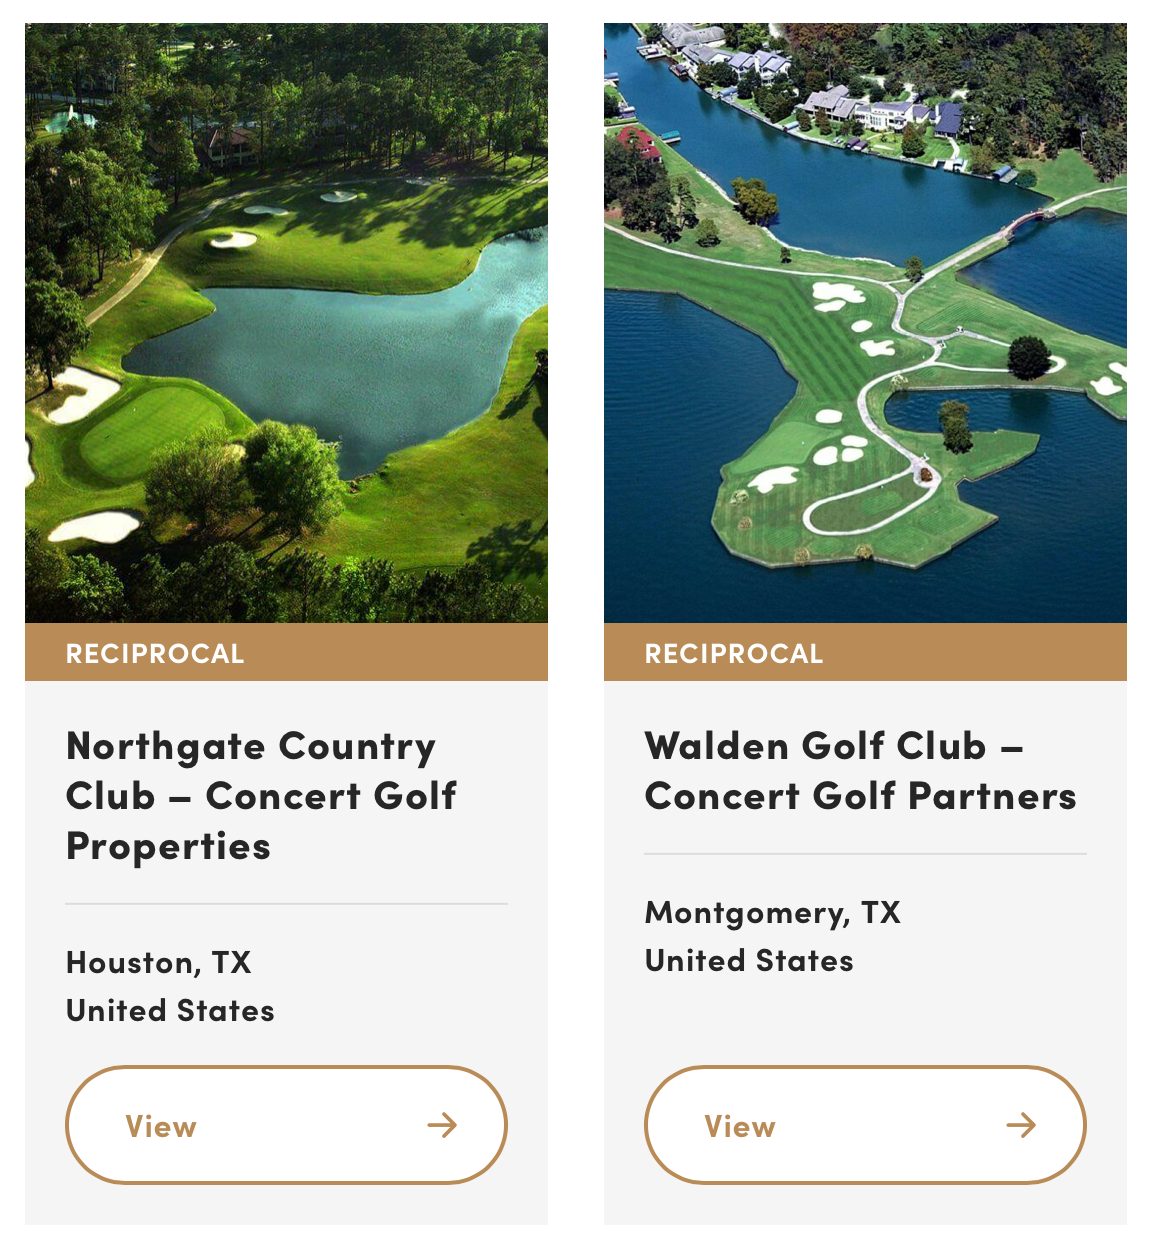 RECIPROCAL
Northgate Country
Club – Concert Golf
Properties
Houston, TX
United States
View
RECIPROCAL
Walden Golf Club –
Concert Golf Partners
Montgomery, TX
United States
View